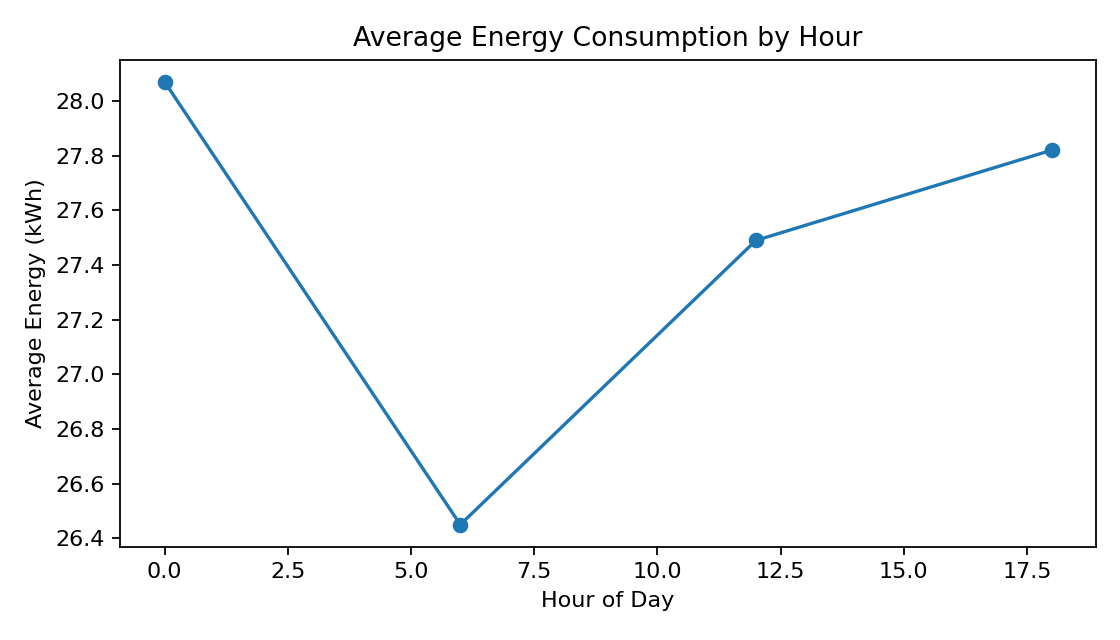 Average Energy Consumption by Hour
Average Energy (kWh)
28.0
27.8
27.6
27.4
27.2
27.0
26.8
26.6
26.4
0.0 2.5 5.0 7.5 10.0 12.5 15.0 17.5
Hour of Day